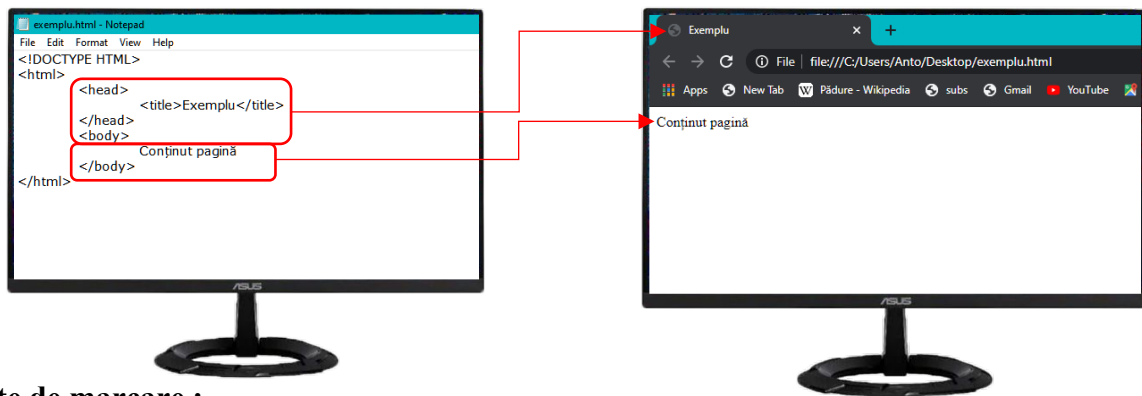 exemplu.html - Notepad
File Edit Format View Help
<!DOCTYPE HTML>
<html>
<head>
<title>Exemplu</title>
</head>
<body>
Conținut pagină
</body>
</html>
ASUS
Exemplu
File file:///C:/Users/Anto/Desktop/exemplu.html
Apps New Tab W Pădure - Wikipedia subs Gmail YouTube
Conținut pagină
ASUS
de marcare :